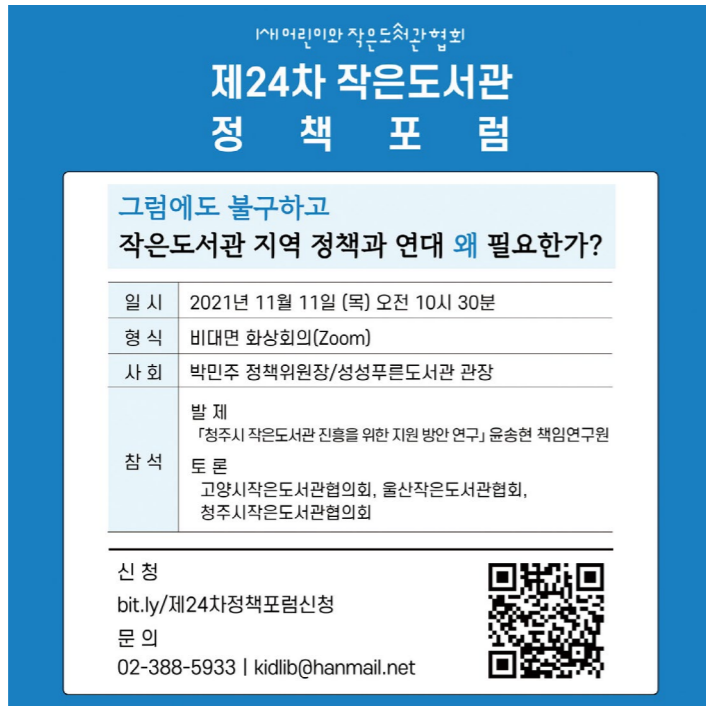 (사)어린이와 작은도서관협회
제24차 작은도서관
정 책 포 럼
그럼에도 불구하고
작은도서관 지역 정책과 연대 왜 필요한가?
일 시 2021년 11월 11일 (목) 오전 10시 30분
형 식 비대면 화상회의(Zoom)
사 회 박민주 정책위원장/성성푸른도서관 관장
참 석
발 제
「청주시 작은도서관 진흥을 위한 지원 방안 연구」 윤송현 책임연구원
토 론
고양시작은도서관협의회, 울산작은도서관협회,
청주시작은도서관협의회
신 청
bit.ly/제24차정책포럼신청
문 의
02-388-5933 | kidlib@hanmail.net